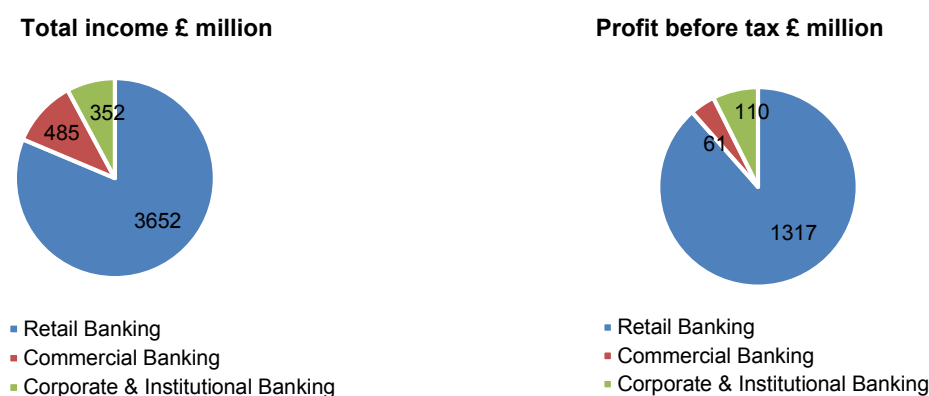 Total income £ million
352
485
3652
Retail Banking
Commercial Banking
Corporate & Institutional Banking
Profit before tax £ million
110
61
1317
Retail Banking
Commercial Banking
Corporate & Institutional Banking